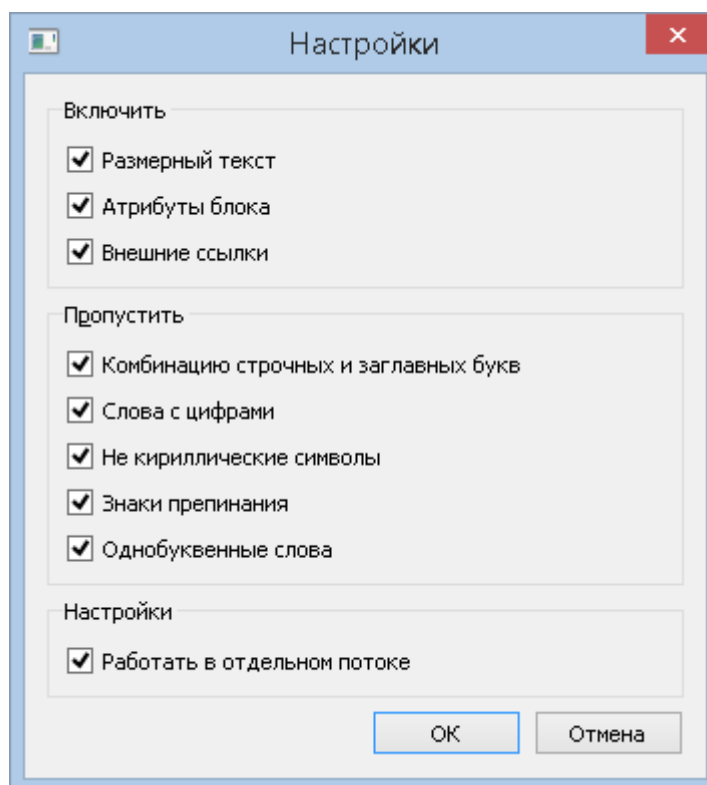 Настройки
Включить
Размерный текст
Атрибуты блока
Внешние ссылки
Пропустить
Комбинацию строчных и заглавных букв
Слова с цифрами
Не кириллические символы
Знаки препинания
Однобуквенные слова
Настройки
Работать в отдельном потоке
ОК
Отмена